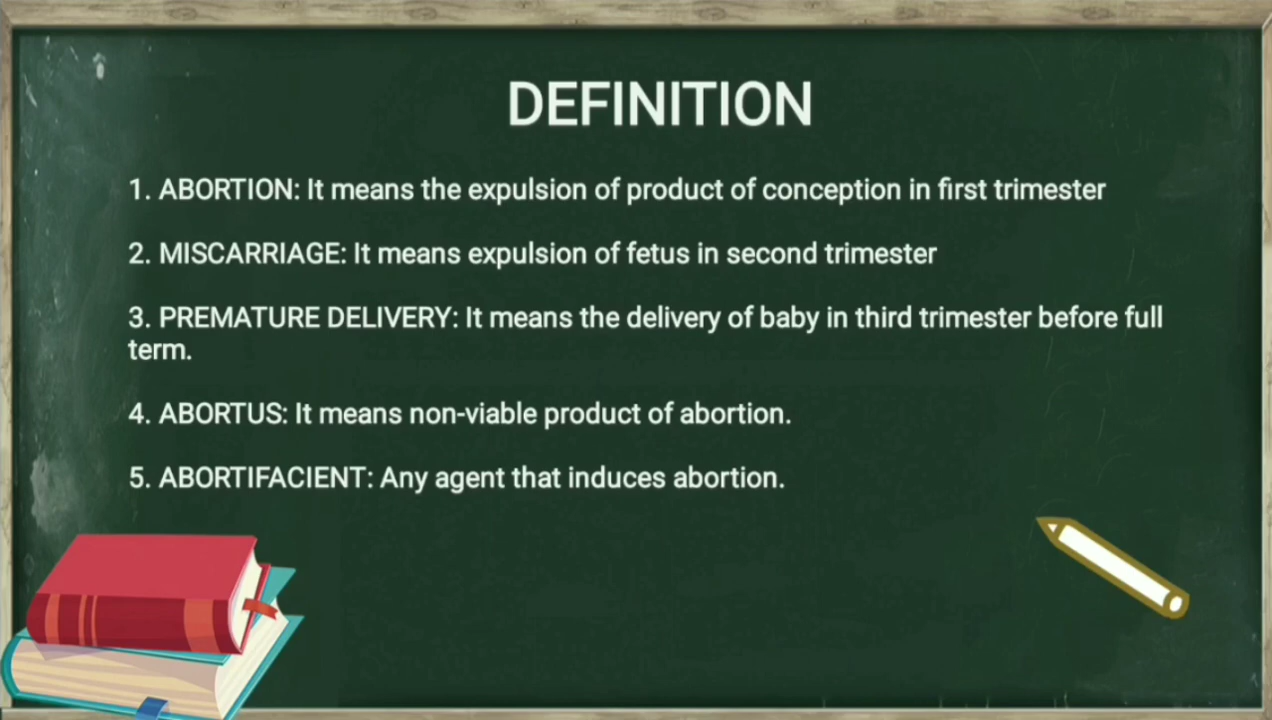 DEFINITION
1. ABORTION: It means the expulsion of product of conception in first trimester
2. MISCARRIAGE: It means expulsion of fetus in second trimester
3. PREMATURE DELIVERY: It means the delivery of baby in third trimester before full
term.
4. ABORTUS: It means non-viable product of abortion.
5. ABORTIFACIENT: Any agent that induces abortion.